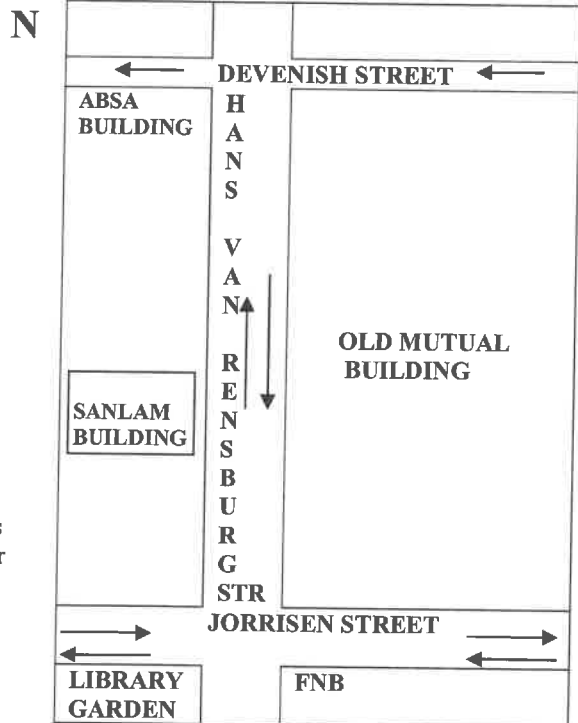 N
DEVENISH STREET
ABSA
BUILDING
H
A
N
S
V
A
N
R
E
N
S
B
U
R
G
STR
OLD MUTUAL
BUILDING
SANLAM
BUILDING
JORRISEN STREET
LIBRARY
GARDEN
FNB